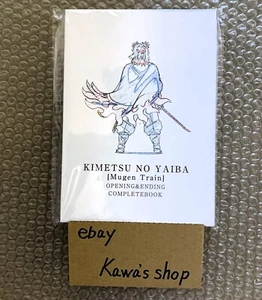 KIMETSU NO YAIBA
[Mugen Train]
OPENING&ENDING
COMPLETEBOOK
ebay
Kawa's shop